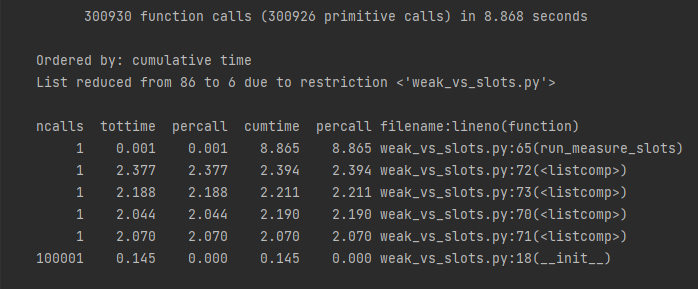 300930 function calls (300926 primitive calls) in 8.868 seconds
Ordered by: cumulative time
List reduced from 86 to 6 due to restriction <'weak_vs_slots.py'>
ncalls tottime percall cumtime percall filename:lineno(function)
1 0.001 0.001 8.865 8.865 weak_vs_slots.py:65(run_measure_slots)
1 2.377 2.377 2.394 2.394 weak_vs_slots.py:72(<listcomp>)
1 2.188 2.188 2.211 2.211 weak_vs_slots.py:73(<listcomp>)
1 2.044 2.044 2.190 2.190 weak_vs_slots.py:70(<listcomp>)
1 2.070 2.070 2.070 2.070 weak_vs_slots.py:71(<listcomp>)
100001 0.145 0.000 0.145 0.000 weak_vs_slots.py:18(__init__)